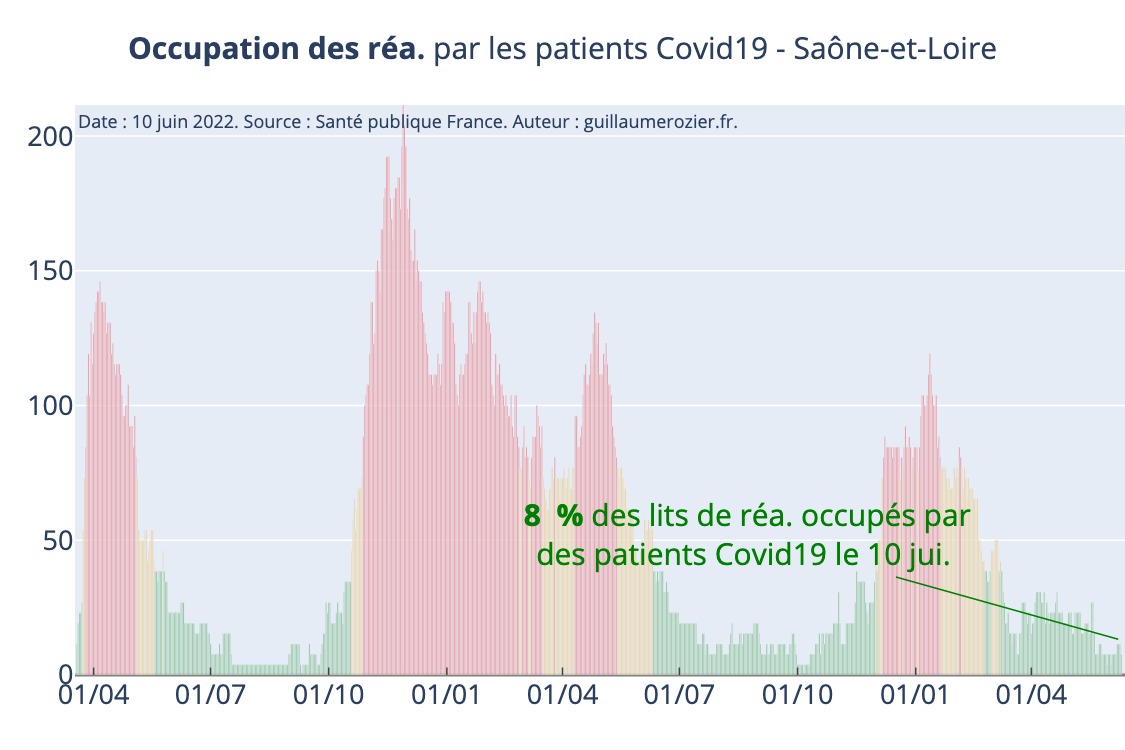 Occupation des réa. par les patients Covid19 - Saône-et-Loire
Date : 10 juin 2022. Source : Santé publique France. Auteur : guillaumerozier.fr.
200
150
100
50
0
8 % des lits de réa. occupés par
des patients Covid19 le 10 jui.
01/04 01/07 01/10 01/01 01/04 01/07 01/10 01/01 01/04